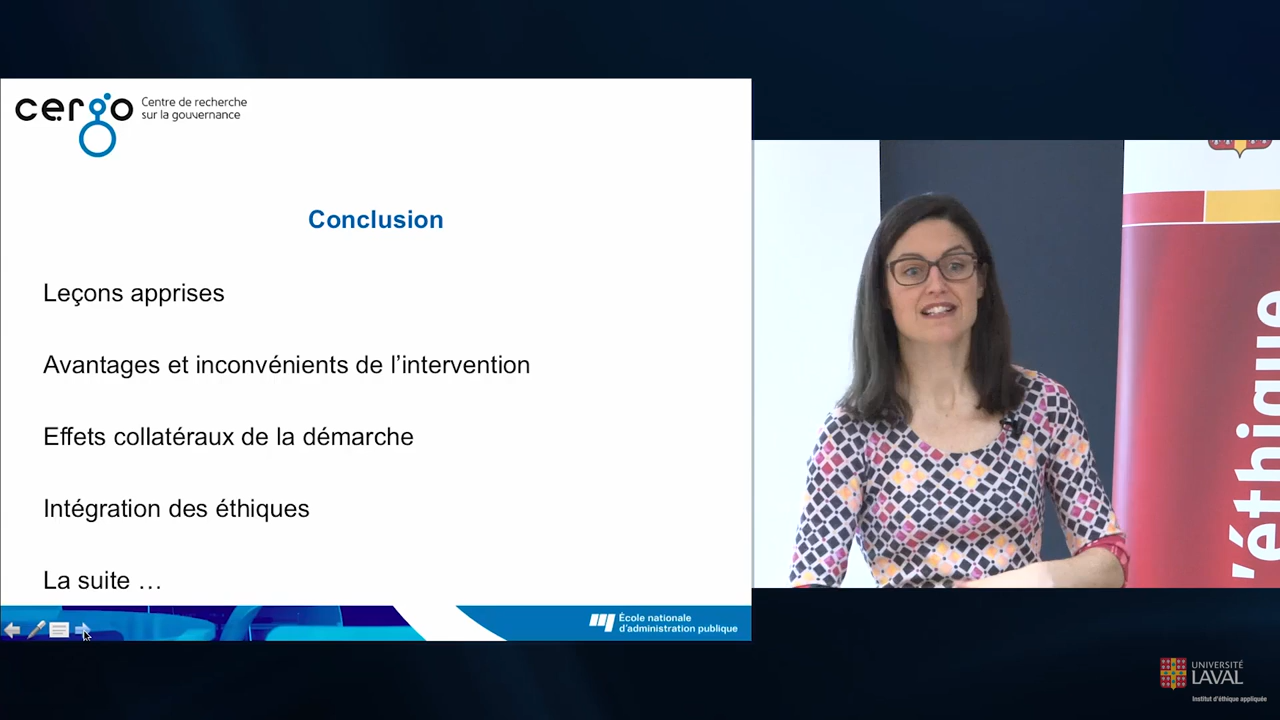 cergo
Centre de recherche
sur la gouvernance
Conclusion
Leçons apprises
Avantages et inconvénients de l’intervention
Effets collatéraux de la démarche
Intégration des éthiques
La suite …
École nationale
d’administration publique
’éthique
UNIVERSITÉ
LAVAL
Institut d’éthique appliquée